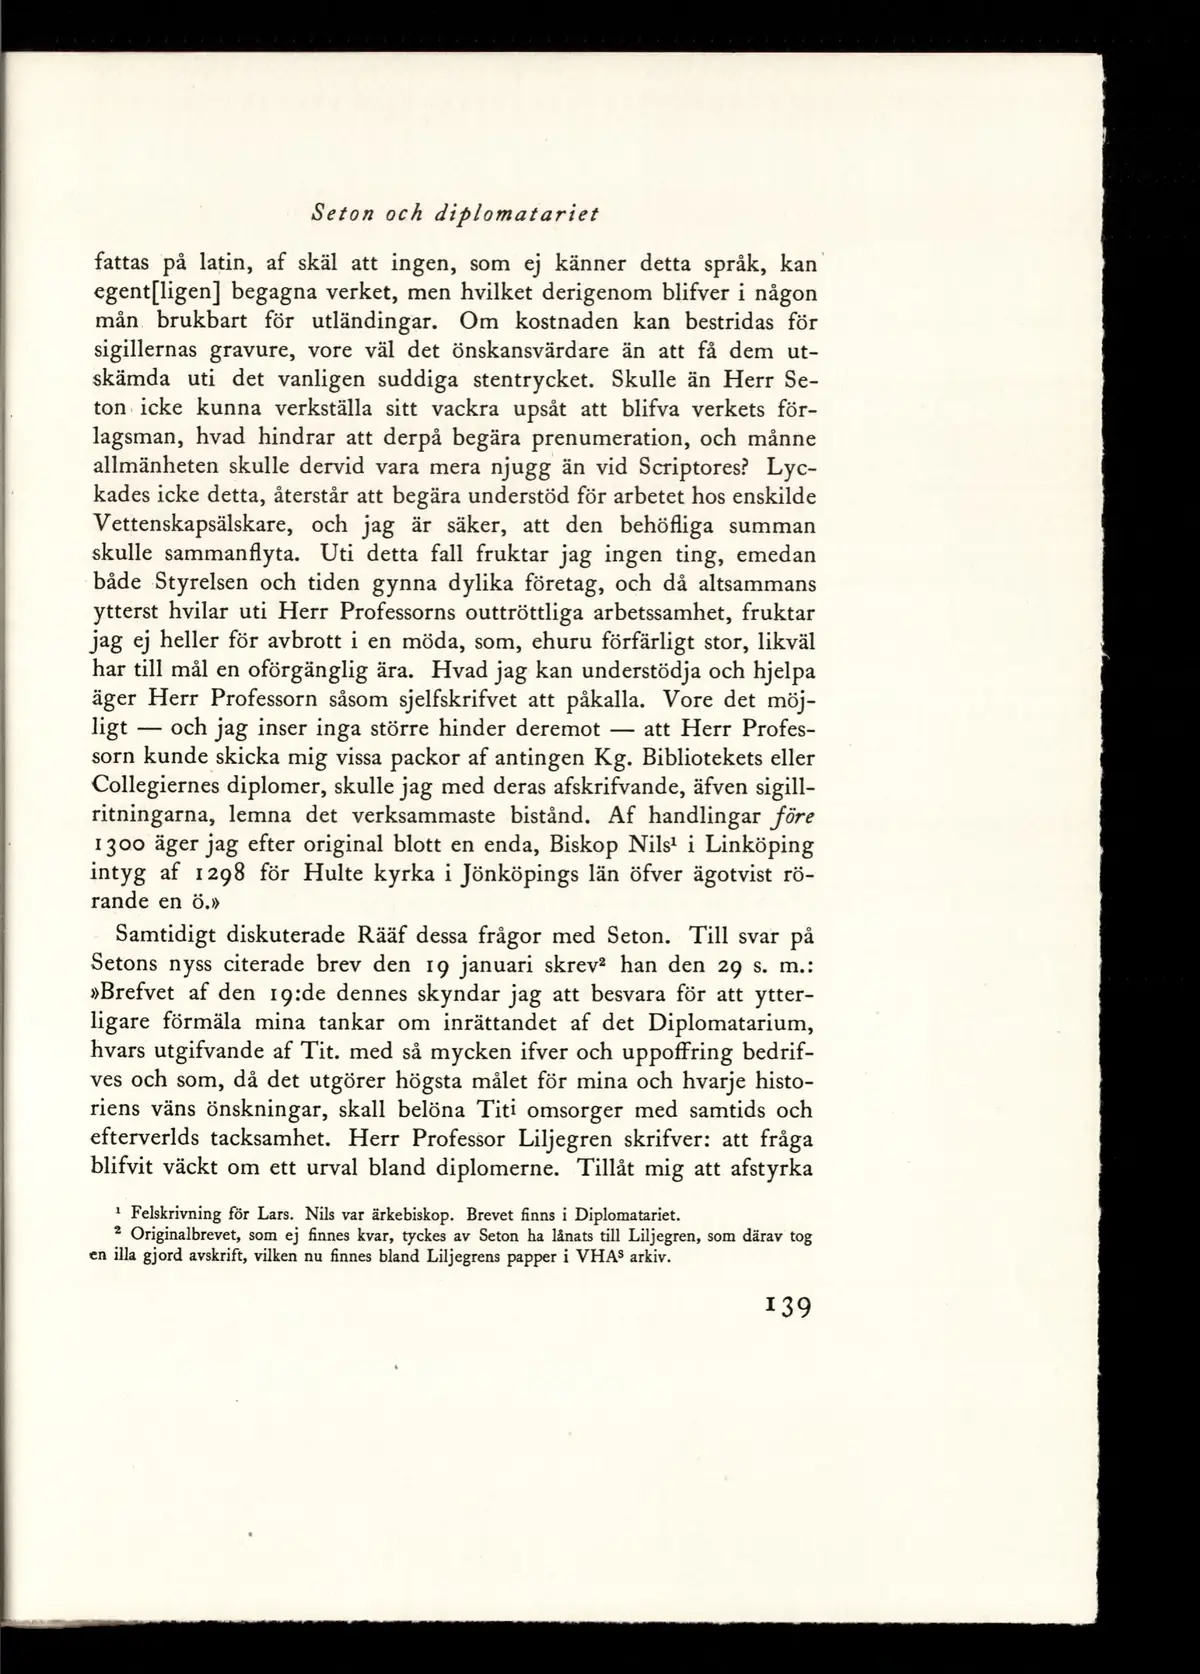 Seton och diplomatariet
fattas på latin, af skäl att ingen, som ej känner detta språk, kan
egent[ligen] begagna verket, men hvilket derigenom blifver i någon
mån brukbart för utländingar. Om kostnaden kan bestridas för
sigillernas gravure, vore väl det önskansvärdare än att få dem ut-
skämda uti det vanligen suddiga stentrycket. Skulle än Herr Se-
ton icke kunna verkställa sitt vackra upsåt att blifva verkets för-
lagsman, hvad hindrar att derpå begära prenumeration, och månne
allmänheten skulle dervid vara mera njugg än vid Scriptores? Lyc-
kades icke detta, återstår att begära understöd för arbetet hos enskilde
Vettenskapsälskare, och jag är säker, att den behöfliga summan
skulle sammanflyta. Uti detta fall fruktar jag ingen ting, emedan
både Styrelsen och tiden gynna dylika företag, och då altsammans
ytterst hvilar uti Herr Professorns outtröttliga arbetssamhet, fruktar
jag ej heller för avbrott i en möda, som, ehuru förfärligt stor, likväl
har till mål en oförgänglig ära. Hvad jag kan understödja och hjelpa
äger Herr Professorn såsom sjelfskrifvet att påkalla. Vore det möj-
ligt — och jag inser inga större hinder deremot — att Herr Profes-
sorn kunde skicka mig vissa packor af antingen Kg. Bibliotekets eller
Collegiernes diplomer, skulle jag med deras afskrifvande, äfven sigill-
ritningarna, lemna det verksammaste bistånd. Af handlingar före
1300 äger jag efter original blott en enda, Biskop Nils¹ i Linköping
intyg af 1298 för Hulte kyrka i Jönköpings län öfver ägotvist rö-
rande en ö.»
Samtidigt diskuterade Rääf dessa frågor med Seton. Till svar på
Setons nyss citerade brev den 19 januari skrev² han den 29 s. m.:
»Brefvet af den 19:de dennes skyndar jag att besvara för att ytter-
ligare förmäla mina tankar om inrättandet af det Diplomatarium,
hvars utgifvande af Tit. med så mycken ifver och uppoffring bedrif-
ves och som, då det utgörer högsta målet för mina och hvarje histo-
riens väns önskningar, skall belöna Titi omsorger med samtids och
efterverlds tacksamhet. Herr Professor Liljegren skrifver: att fråga
blifvit väckt om ett urval bland diplomerne. Tillåt mig att afstyrka
¹ Felskrivning för Lars. Nils var ärkebiskop. Brevet finns i Diplomatariet.
² Originalbrevet, som ej finnes kvar, tyckes av Seton ha lånats till Liljegren, som därav tog
en illa gjord avskrift, vilken nu finnes bland Liljegrens papper i VHAˢ arkiv.
139